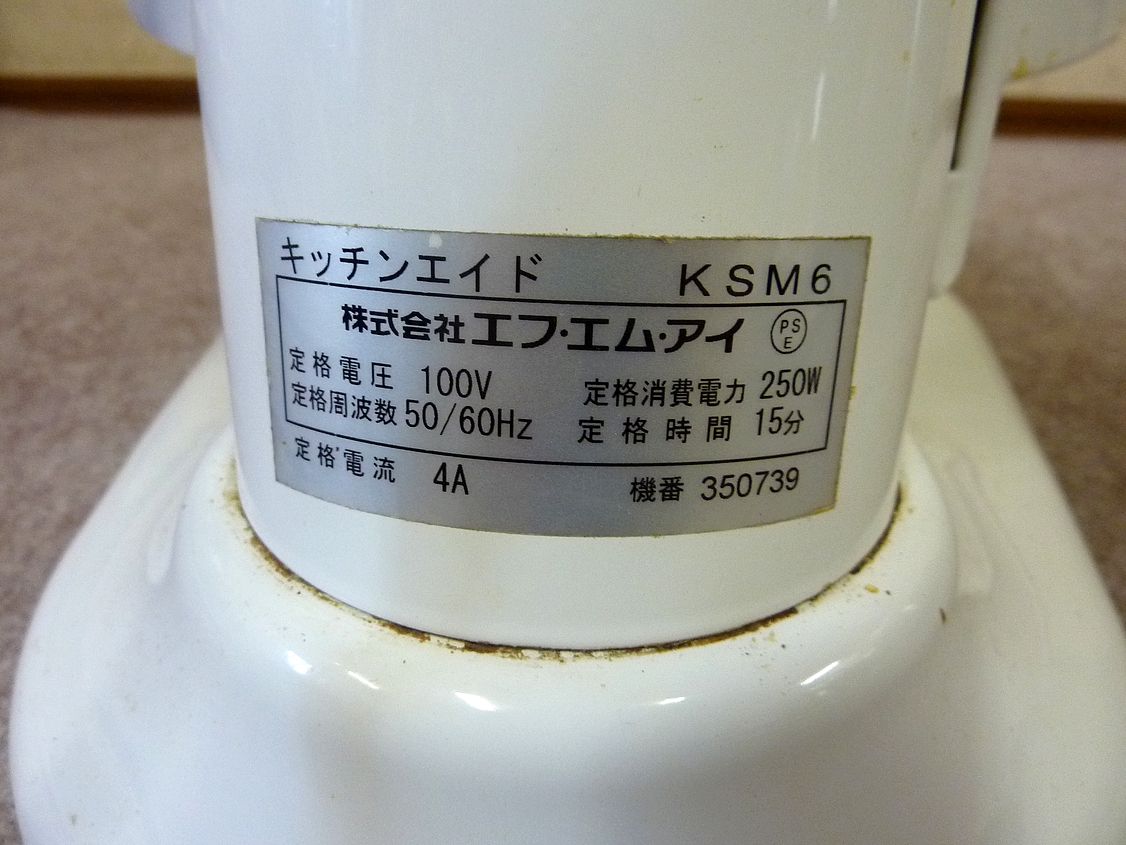 キッチンエイド KSM6
株式会社エフ・エム・アイ PSE
定格電圧 100V 定格消費電力 250W
定格周波数 50/60Hz 定格時間 15分
定格電流 4A 機番 350739